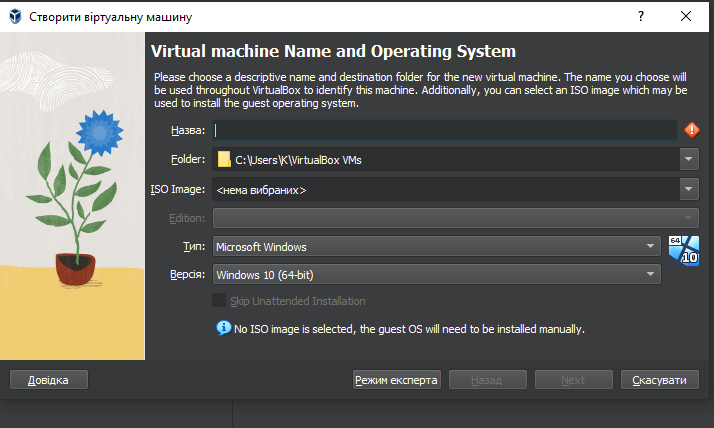 Створити віртуальну машину
Virtual machine Name and Operating System
Please choose a descriptive name and destination folder for the new virtual machine. The name you choose will
be used throughout VirtualBox to identify this machine. Additionally, you can select an ISO image which may be
used to install the guest operating system.
Назва:
Folder: C:\Users\K\VirtualBox VMs
ISO Image: <нема вибраних>
Edition:
Тип: Microsoft Windows
64
10
Версія: Windows 10 (64-bit)
Skip Unattended Installation
No ISO image is selected, the guest OS will need to be installed manually.
Довідка Режим експерта Назад Next Скасувати